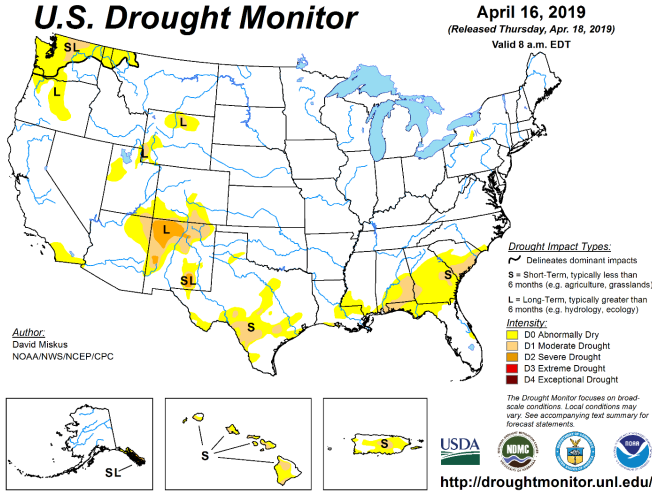 U.S. Drought Monitor
April 16, 2019
(Released Thursday, Apr. 18, 2019)
Valid 8 a.m. EDT
SL
L
L
L
L
SL
S
S
Drought Impact Types:
Delineates dominant impacts
S = Short-Term, typically less than
6 months (e.g. agriculture, grasslands)
L = Long-Term, typically greater than
6 months (e.g. hydrology, ecology)
Intensity:
D0 Abnormally Dry
D1 Moderate Drought
D2 Severe Drought
D3 Extreme Drought
D4 Exceptional Drought
Author:
David Miskus
NOAA/NWS/NCEP/CPC
The Drought Monitor focuses on broad-
scale conditions. Local conditions may
vary. See accompanying text summary for
forecast statements.
SL
S
S
USDA
NDMC
NOAA
http://droughtmonitor.unl.edu/